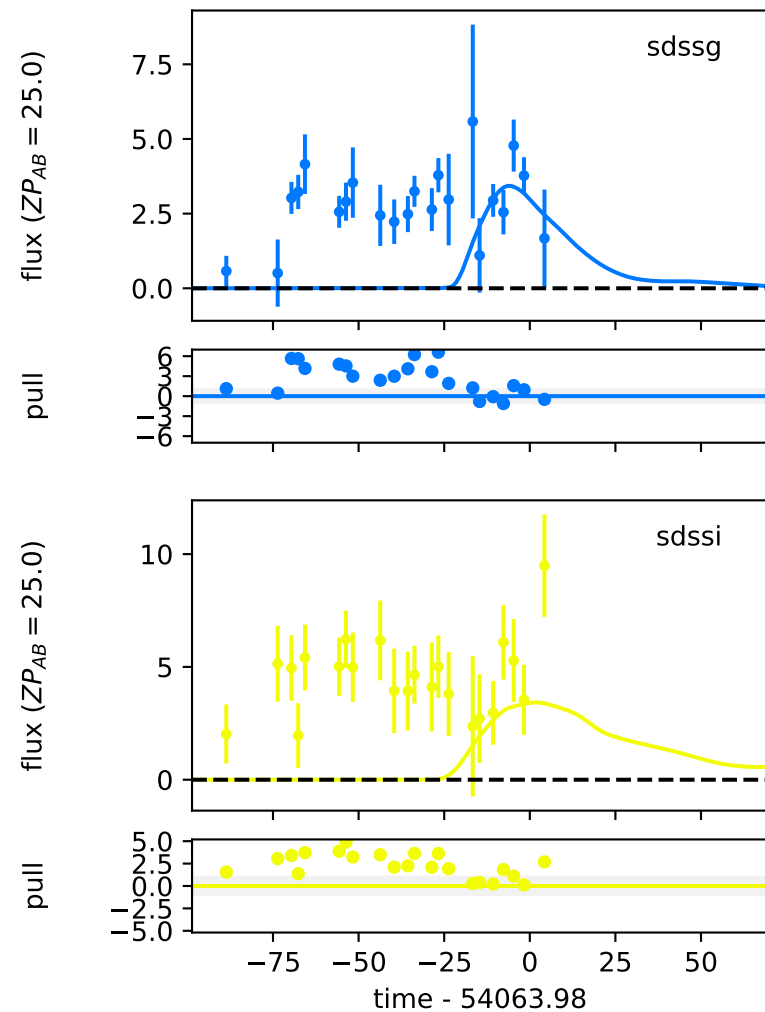 sdssg
flux (ZP_AB = 25.0)
7.5
5.0
2.5
0.0
pull
6
3
0
−3
−6
sdssi
flux (ZP_AB = 25.0)
10
5
0
pull
5.0
2.5
0.0
−2.5
−5.0
−75 −50 −25 0 25 50
time - 54063.98